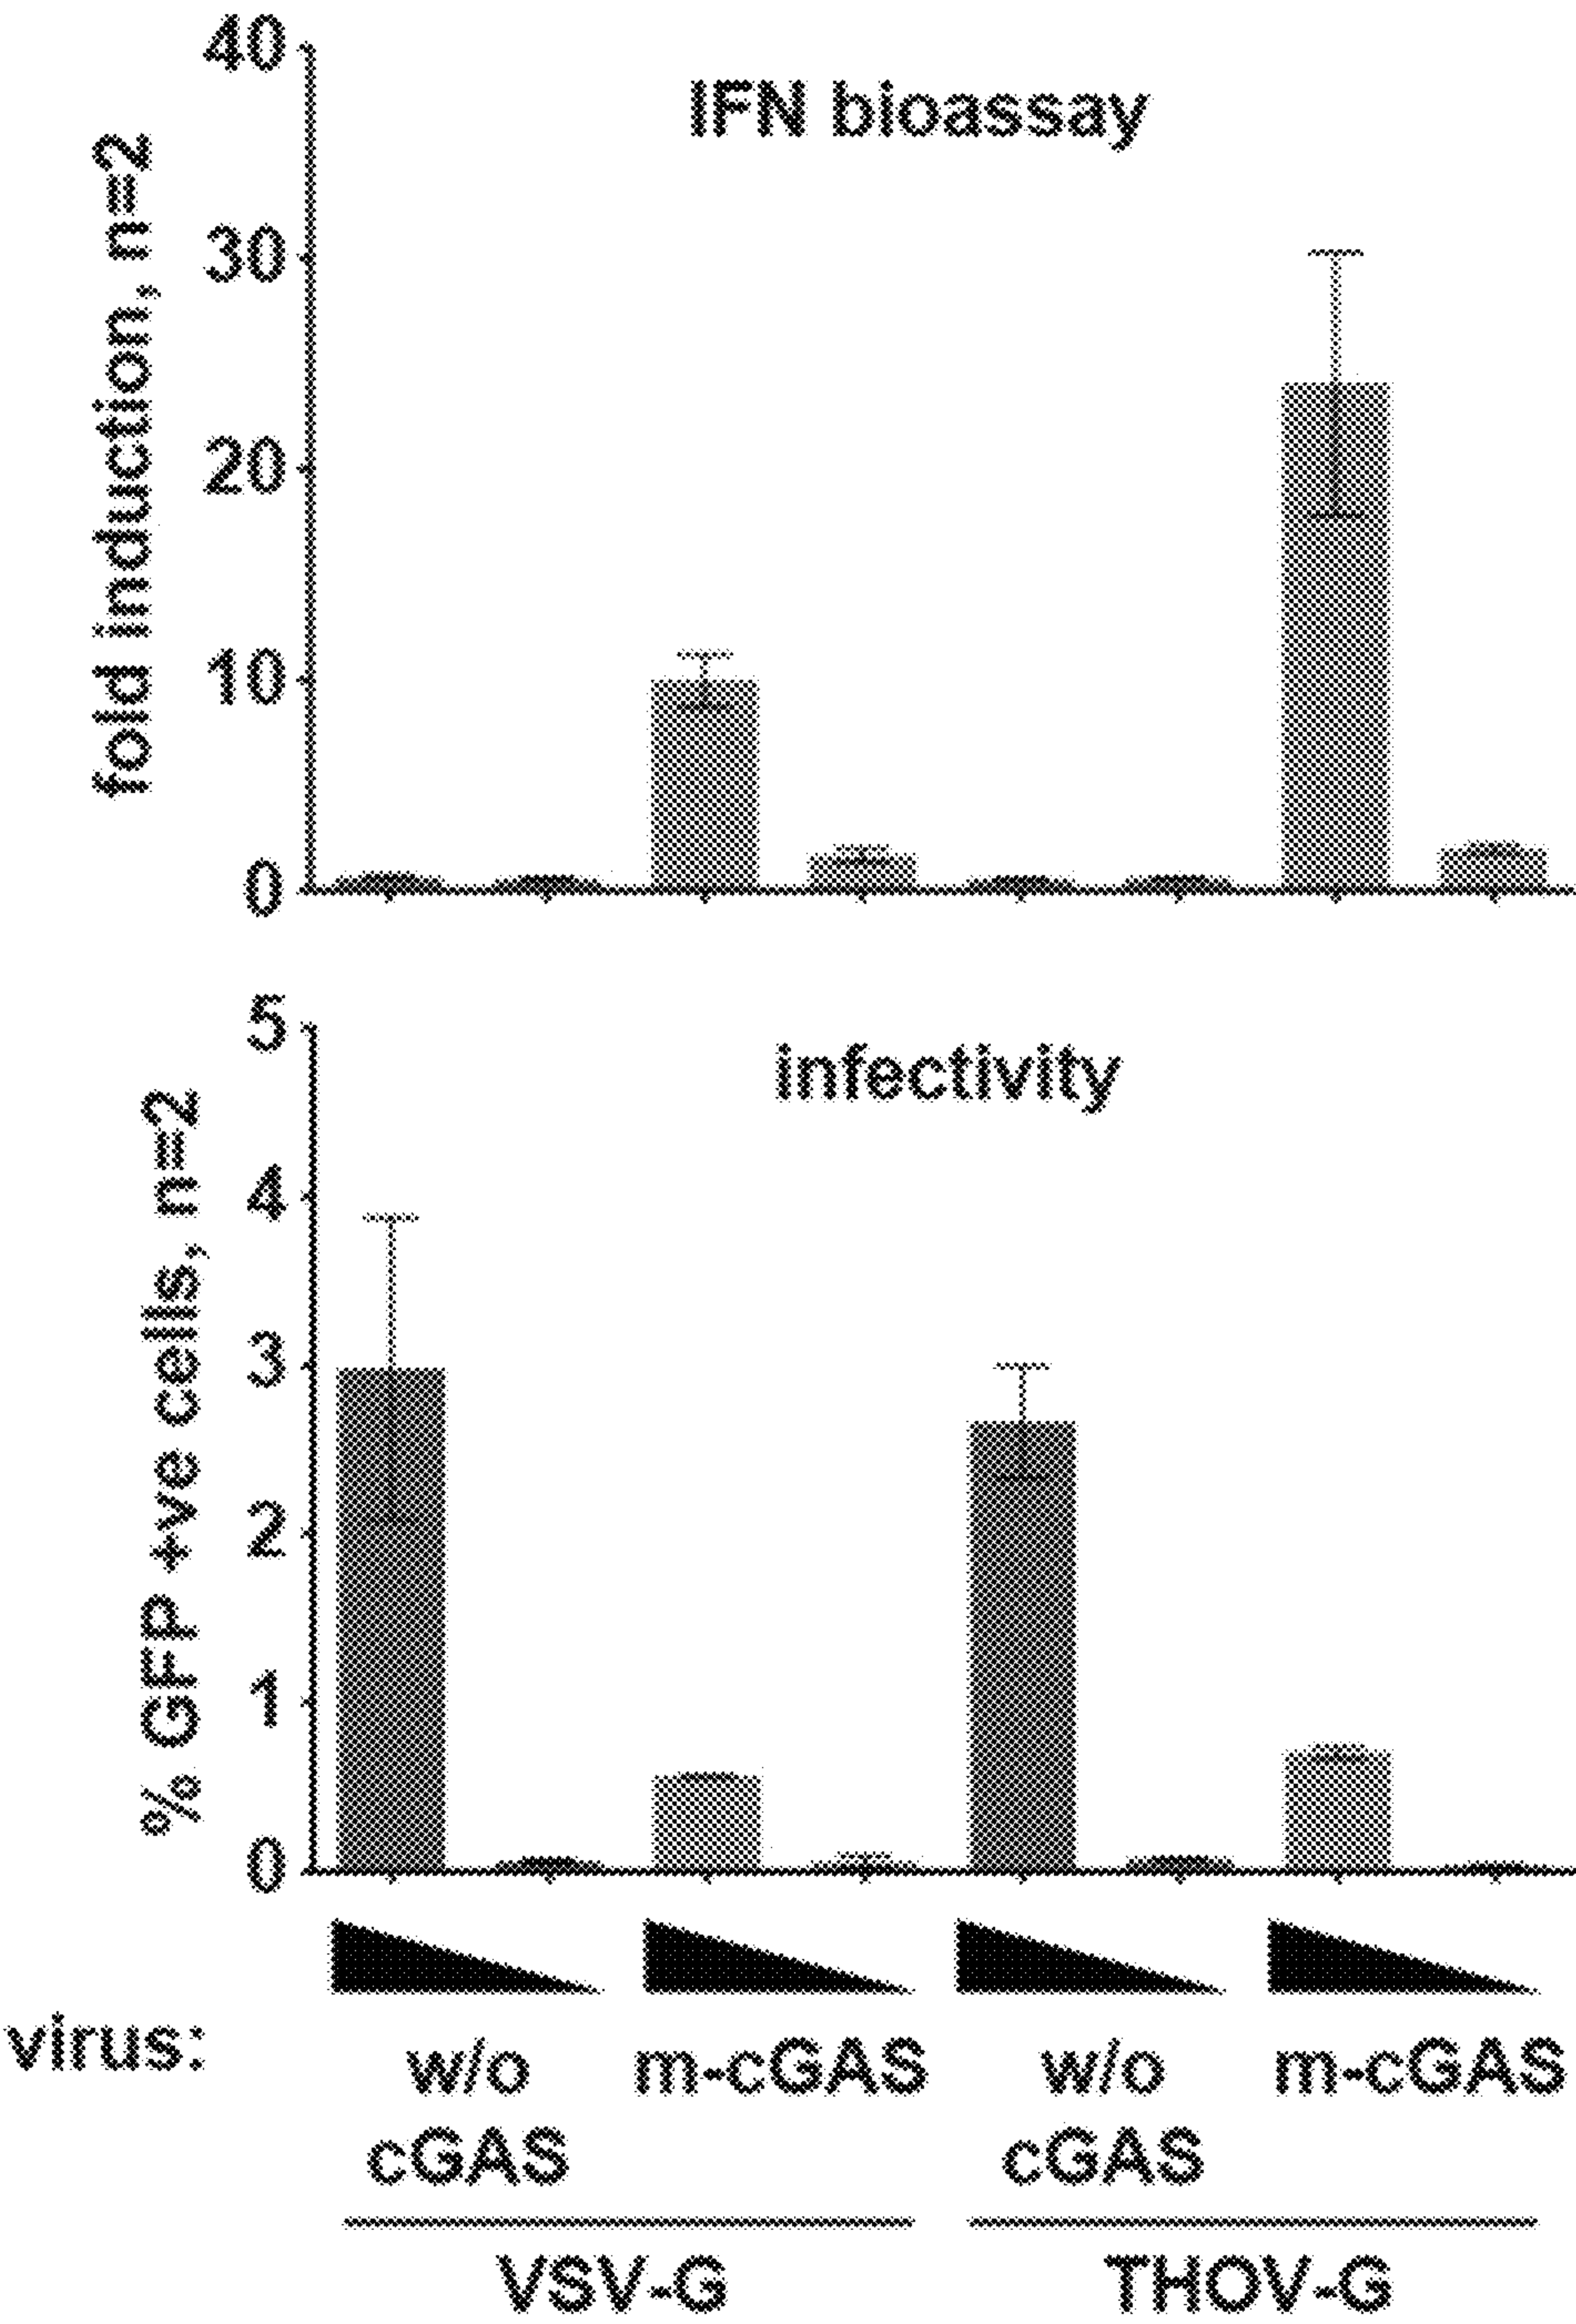 IFN bioassay
fold induction, n=2
40
30
20
10
0
infectivity
% GFP +ve cells, n=2
5
4
3
2
1
0
virus:
w/o m-cGAS w/o m-cGAS
cGAS cGAS
VSV-G THOV-G